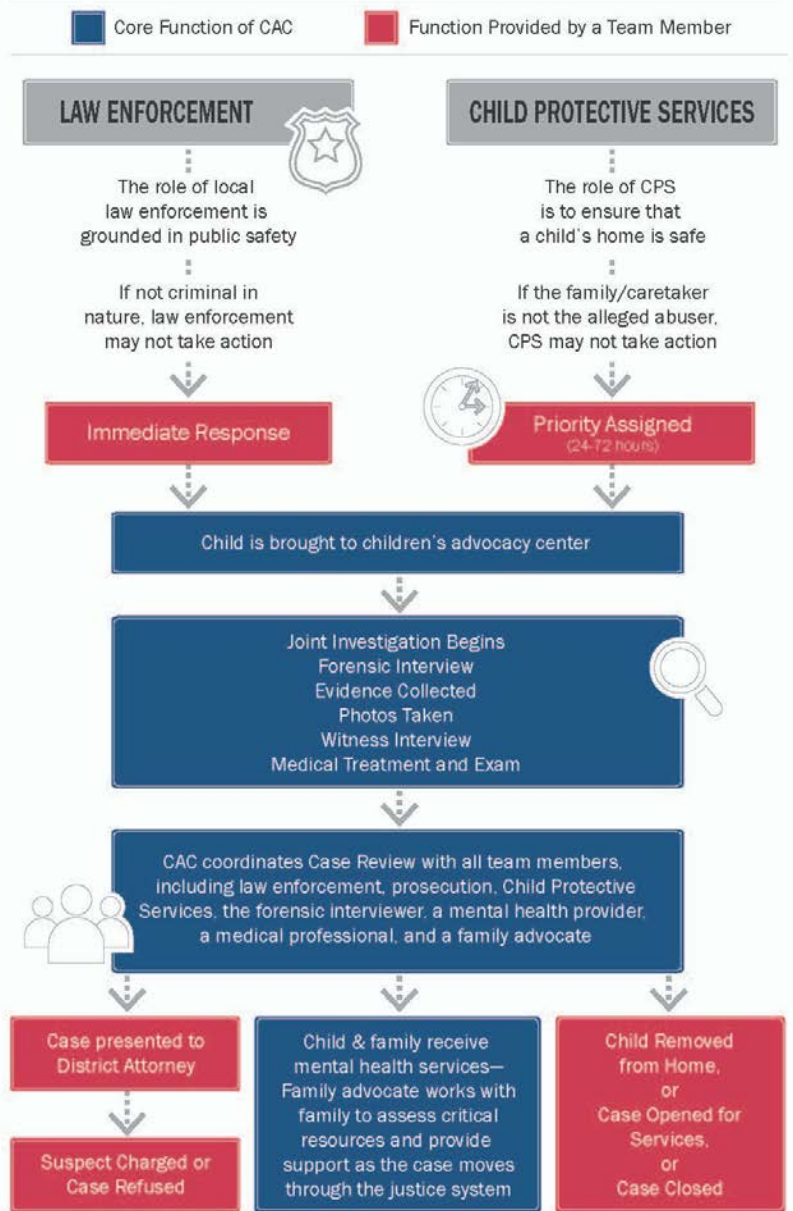 Core Function of CAC
Function Provided by a Team Member
LAW ENFORCEMENT
The role of local
law enforcement is
grounded in public safety
If not criminal in
nature, law enforcement
may not take action
Immediate Response
CHILD PROTECTIVE SERVICES
The role of CPS
is to ensure that
a child's home is safe
If the family/caretaker
is not the alleged abuser,
CPS may not take action
Priority Assigned
(24-72 hours)
Child is brought to children's advocacy center
Joint Investigation Begins
Forensic Interview
Evidence Collected
Photos Taken
Witness Interview
Medical Treatment and Exam
CAC coordinates Case Review with all team members,
including law enforcement, prosecution, Child Protective
Services, the forensic interviewer, a mental health provider,
a medical professional, and a family advocate
Case presented to
District Attorney
Suspect Charged or
Case Refused
Child & family receive
mental health services—
Family advocate works with
family to assess critical
resources and provide
support as the case moves
through the justice system
Child Removed
from Home,
or
Case Opened for
Services,
or
Case Closed